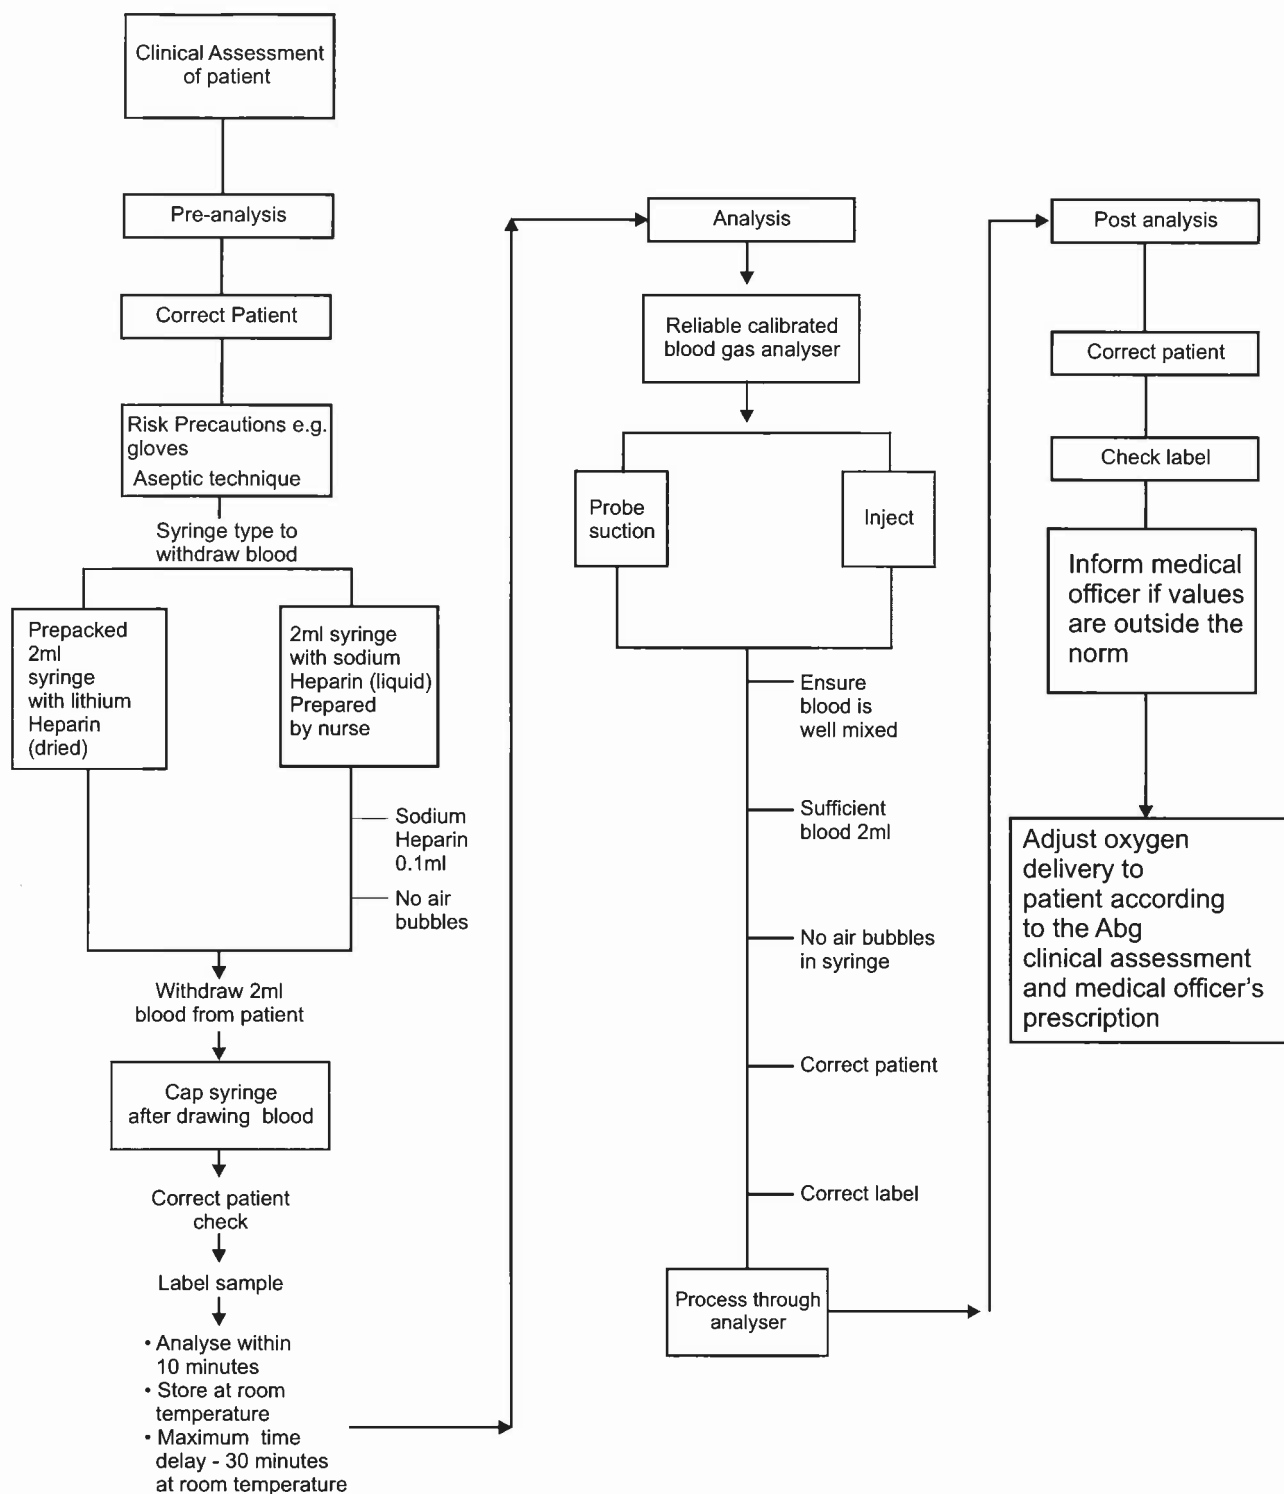 Clinical Assessment
of patient
Pre-analysis
Correct Patient
Risk Precautions e.g.
gloves
Aseptic technique
Syringe type to
withdraw blood
Prepacked
2ml
syringe
with lithium
Heparin
(dried)
2ml syringe
with sodium
Heparin (liquid)
Prepared
by nurse
Sodium
Heparin
0.1ml
No air
bubbles
Withdraw 2ml
blood from patient
Cap syringe
after drawing blood
Correct patient
check
Label sample
• Analyse within
10 minutes
• Store at room
temperature
• Maximum time
delay - 30 minutes
at room temperature
Analysis
Reliable calibrated
blood gas analyser
Probe
suction
Inject
Ensure
blood is
well mixed
Sufficient
blood 2ml
No air bubbles
in syringe
Correct patient
Correct label
Process through
analyser
Post analysis
Correct patient
Check label
Inform medical
officer if values
are outside the
norm
Adjust oxygen
delivery to
patient according
to the Abg
clinical assessment
and medical officer's
prescription